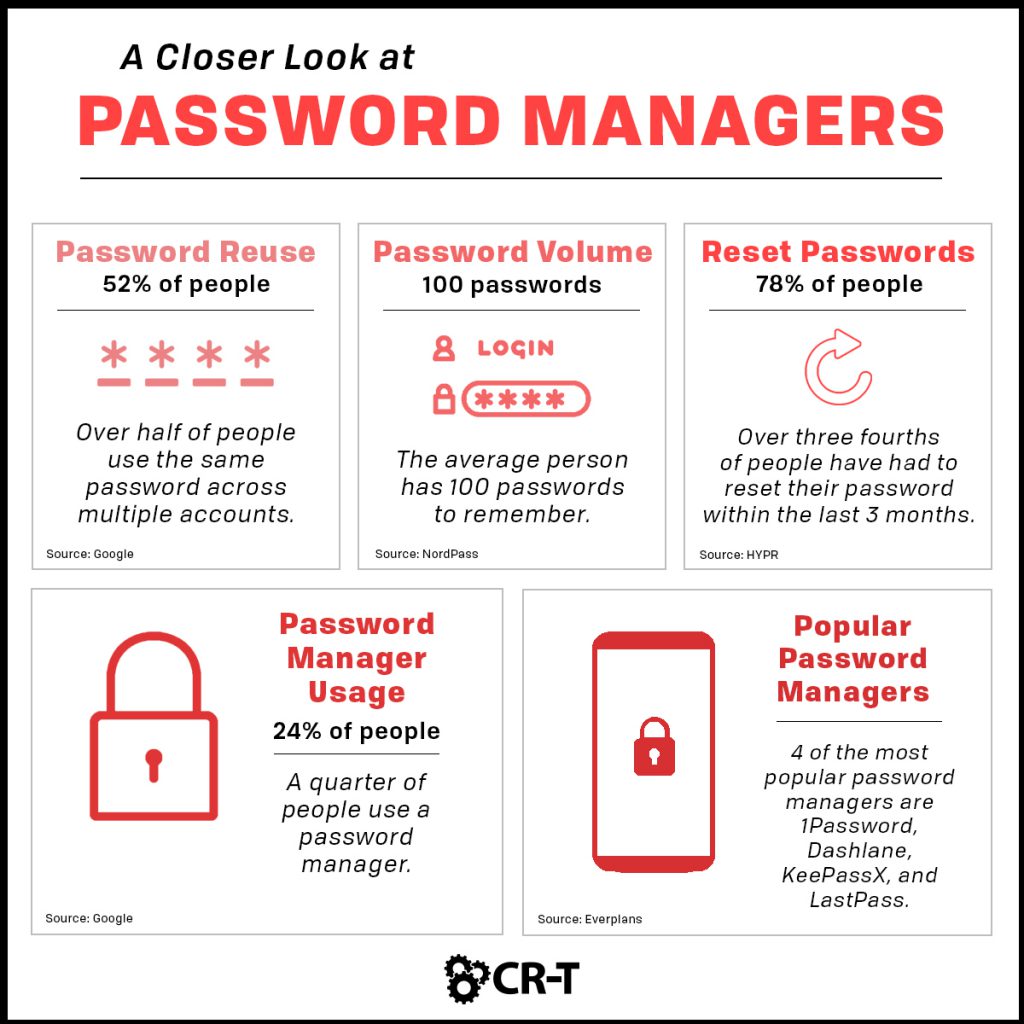 A Closer Look at
PASSWORD MANAGERS
Password Reuse
52% of people
* * * *
Over half of people
use the same
password across
multiple accounts.
Source: Google
Password Volume
100 passwords
LOGIN
****
The average person
has 100 passwords
to remember.
Source: NordPass
Reset Passwords
78% of people
Over three fourths
of people have had to
reset their password
within the last 3 months.
Source: HYPR
Password
Manager
Usage
24% of people
A quarter of
people use a
password
manager.
Source: Google
Popular
Password
Managers
4 of the most
popular password
managers are
1Password,
Dashlane,
KeePassX, and
LastPass.
Source: Everplans
CR-T